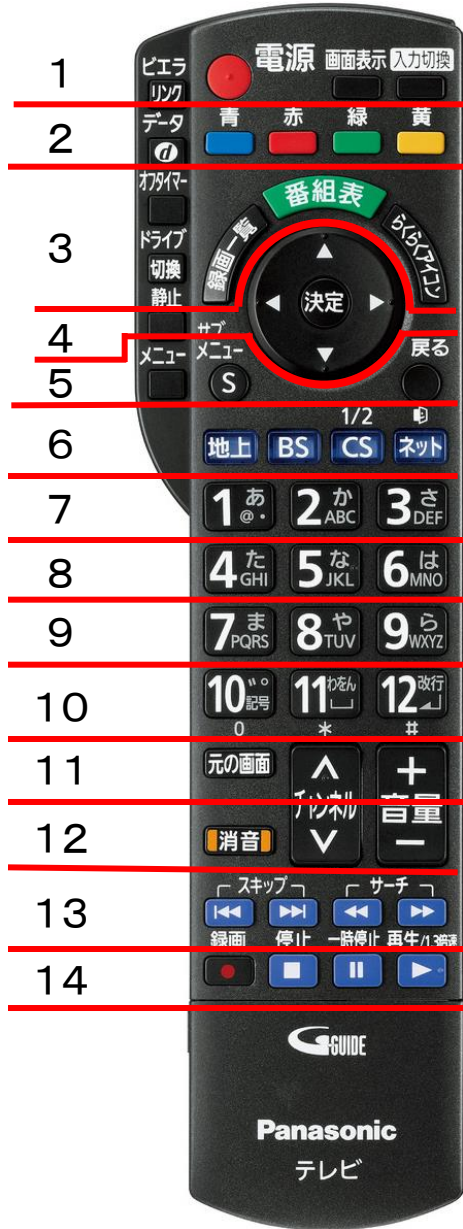 1
ビエラ
リンク
電源
画面表示
入力切換
2
データ
d
青
赤
緑
黄
3
オフタイマー
ドライブ
切換
番組表
録画一覧
らくらくアイコン
決定
4
静止
5
メニュー
サブ
メニュー
S
戻る
6
1/2
地上
BS
CS
ネット
7
1 あ @.
2 か ABC
3 さ DEF
8
4 た GHI
5 な JKL
6 は MNO
9
7 ま PQRS
8 や TUV
9 ら WXYZ
10
10 ゛゜ 記号
11 わをん
12 改行
0
*
#
11
元の画面
チャンネル
+
音量
12
消音
−
13
スキップ
サーチ
14
録画
停止
一時停止
再生/1.3倍速
G-GUIDE
Panasonic
テレビ